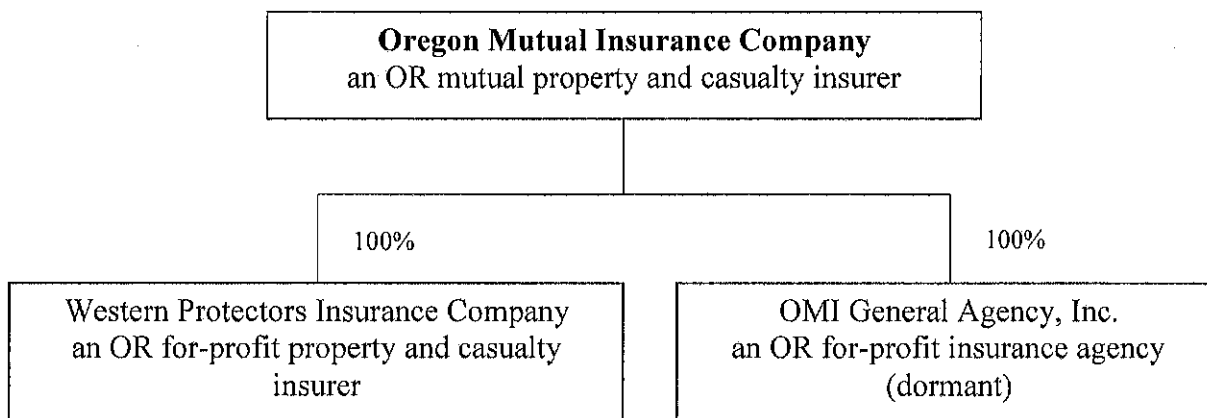 Oregon Mutual Insurance Company
an OR mutual property and casualty insurer
100%
100%
Western Protectors Insurance Company
an OR for-profit property and casualty
insurer
OMI General Agency, Inc.
an OR for-profit insurance agency
(dormant)